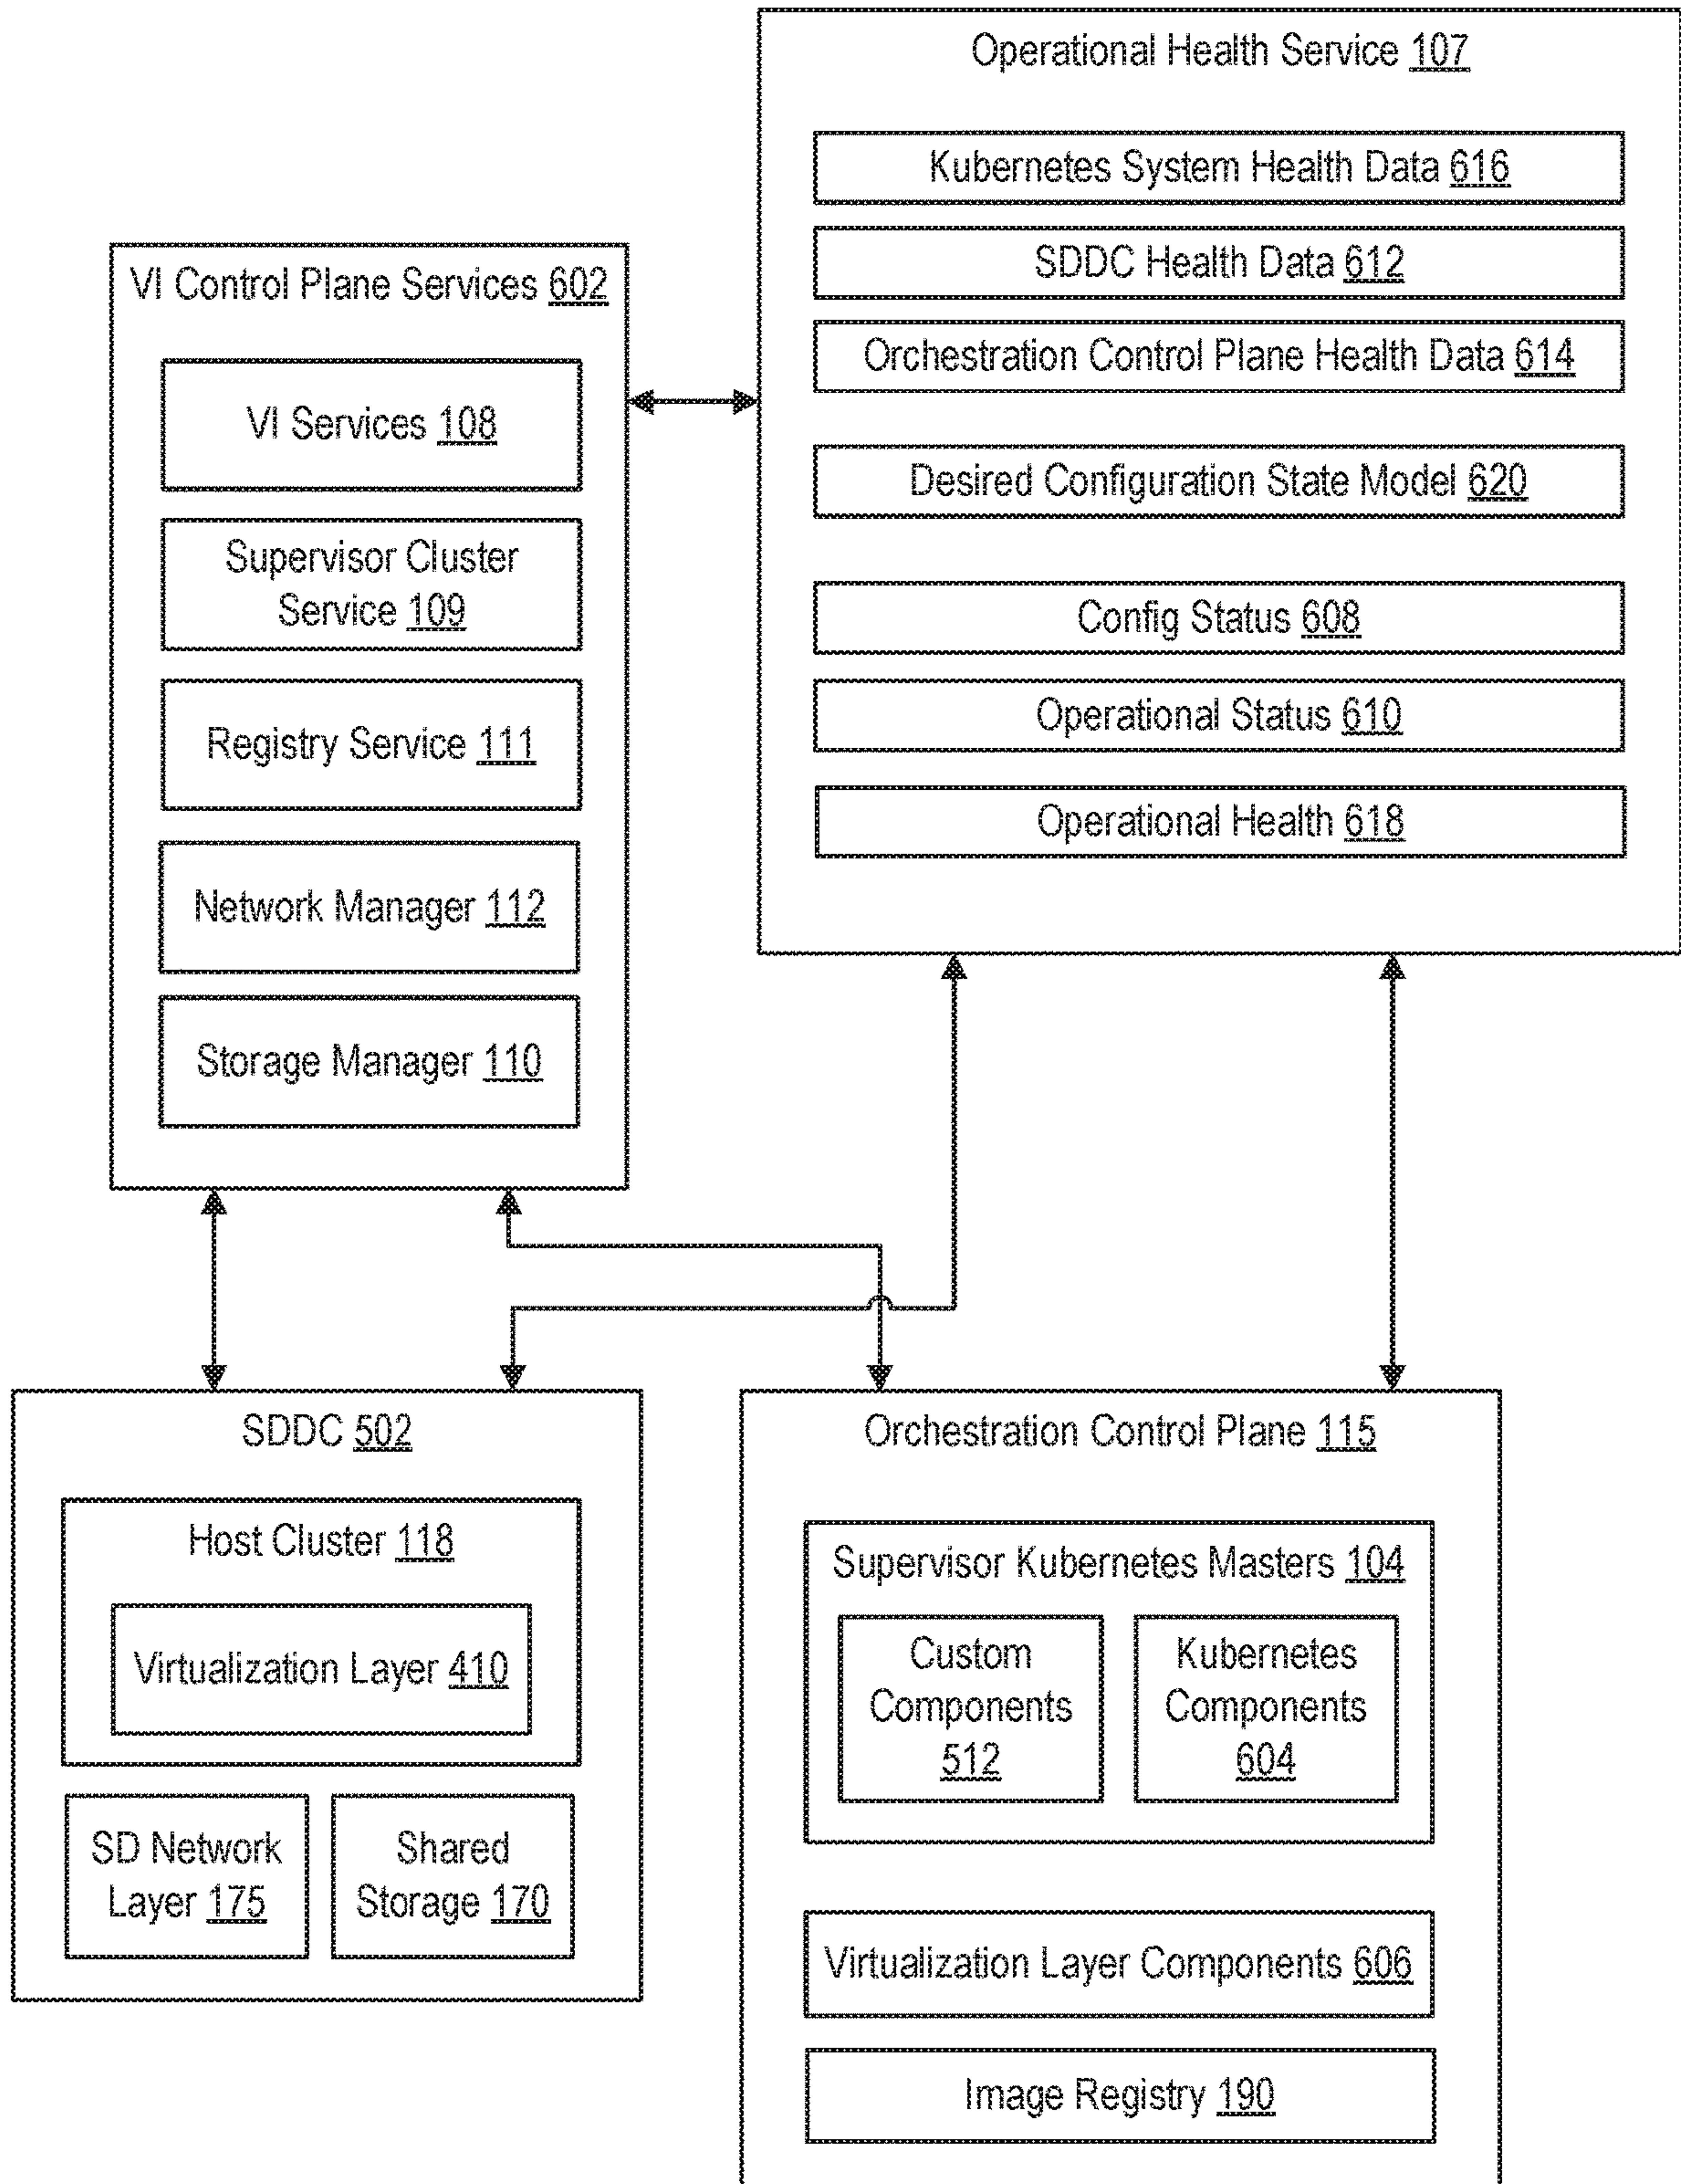 Operational Health Service 107
Kubernetes System Health Data 616
SDDC Health Data 612
Orchestration Control Plane Health Data 614
Desired Configuration State Model 620
Config Status 608
Operational Status 610
Operational Health 618
VI Control Plane Services 602
VI Services 108
Supervisor Cluster
Service 109
Registry Service 111
Network Manager 112
Storage Manager 110
SDDC 502
Host Cluster 118
Virtualization Layer 410
SD Network
Layer 175
Shared
Storage 170
Orchestration Control Plane 115
Supervisor Kubernetes Masters 104
Custom
Components
512
Kubernetes
Components
604
Virtualization Layer Components 606
Image Registry 190